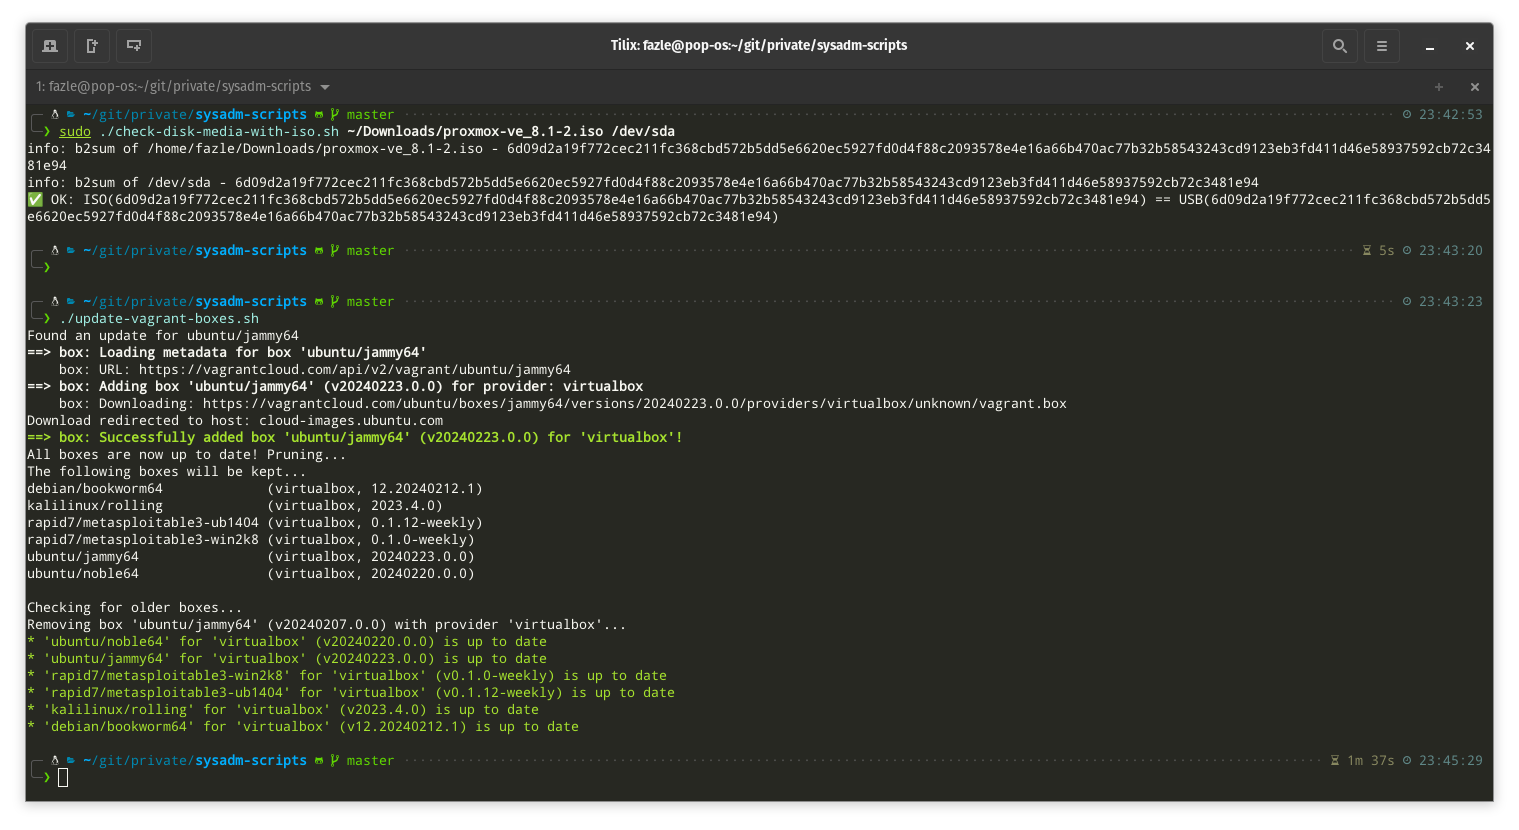 Tilix: fazle@pop-os:~/git/private/sysadm-scripts
1: fazle@pop-os:~/git/private/sysadm-scripts
~/git/private/sysadm-scripts master 23:42:53
❯ sudo ./check-disk-media-with-iso.sh ~/Downloads/proxmox-ve_8.1-2.iso /dev/sda
info: b2sum of /home/fazle/Downloads/proxmox-ve_8.1-2.iso - 6d09d2a19f772cec211fc368cbd572b5dd5e6620ec5927fd0d4f88c2093578e4e16a66b470ac77b32b58543243cd9123eb3fd411d46e58937592cb72c34
81e94
info: b2sum of /dev/sda - 6d09d2a19f772cec211fc368cbd572b5dd5e6620ec5927fd0d4f88c2093578e4e16a66b470ac77b32b58543243cd9123eb3fd411d46e58937592cb72c3481e94
✅ OK: ISO(6d09d2a19f772cec211fc368cbd572b5dd5e6620ec5927fd0d4f88c2093578e4e16a66b470ac77b32b58543243cd9123eb3fd411d46e58937592cb72c3481e94) == USB(6d09d2a19f772cec211fc368cbd572b5dd5
e6620ec5927fd0d4f88c2093578e4e16a66b470ac77b32b58543243cd9123eb3fd411d46e58937592cb72c3481e94)
~/git/private/sysadm-scripts master 5s 23:43:20
❯
~/git/private/sysadm-scripts master 23:43:23
❯ ./update-vagrant-boxes.sh
Found an update for ubuntu/jammy64
==> box: Loading metadata for box 'ubuntu/jammy64'
box: URL: https://vagrantcloud.com/api/v2/vagrant/ubuntu/jammy64
==> box: Adding box 'ubuntu/jammy64' (v20240223.0.0) for provider: virtualbox
box: Downloading: https://vagrantcloud.com/ubuntu/boxes/jammy64/versions/20240223.0.0/providers/virtualbox/unknown/vagrant.box
Download redirected to host: cloud-images.ubuntu.com
==> box: Successfully added box 'ubuntu/jammy64' (v20240223.0.0) for 'virtualbox'!
All boxes are now up to date! Pruning...
The following boxes will be kept...
debian/bookworm64 (virtualbox, 12.20240212.1)
kalilinux/rolling (virtualbox, 2023.4.0)
rapid7/metasploitable3-ub1404 (virtualbox, 0.1.12-weekly)
rapid7/metasploitable3-win2k8 (virtualbox, 0.1.0-weekly)
ubuntu/jammy64 (virtualbox, 20240223.0.0)
ubuntu/noble64 (virtualbox, 20240220.0.0)
Checking for older boxes...
Removing box 'ubuntu/jammy64' (v20240207.0.0) with provider 'virtualbox'...
* 'ubuntu/noble64' for 'virtualbox' (v20240220.0.0) is up to date
* 'ubuntu/jammy64' for 'virtualbox' (v20240223.0.0) is up to date
* 'rapid7/metasploitable3-win2k8' for 'virtualbox' (v0.1.0-weekly) is up to date
* 'rapid7/metasploitable3-ub1404' for 'virtualbox' (v0.1.12-weekly) is up to date
* 'kalilinux/rolling' for 'virtualbox' (v2023.4.0) is up to date
* 'debian/bookworm64' for 'virtualbox' (v12.20240212.1) is up to date
~/git/private/sysadm-scripts master 1m 37s 23:45:29
❯